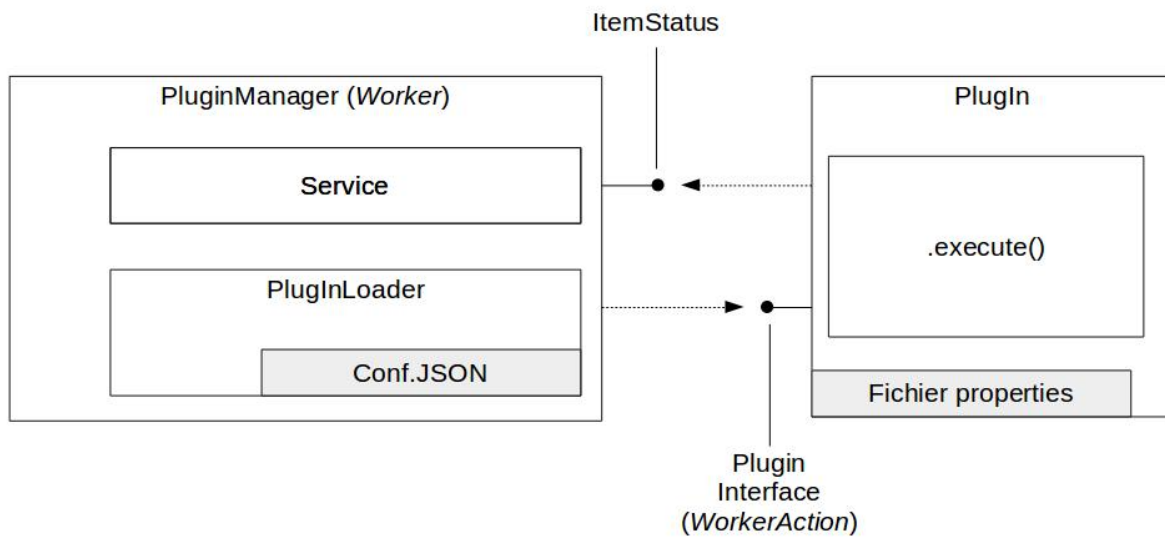 ItemStatus
PluginManager (Worker)
PlugIn
Service
.execute()
PlugInLoader
Conf.JSON
Fichier properties
Plugin
Interface
(WorkerAction)